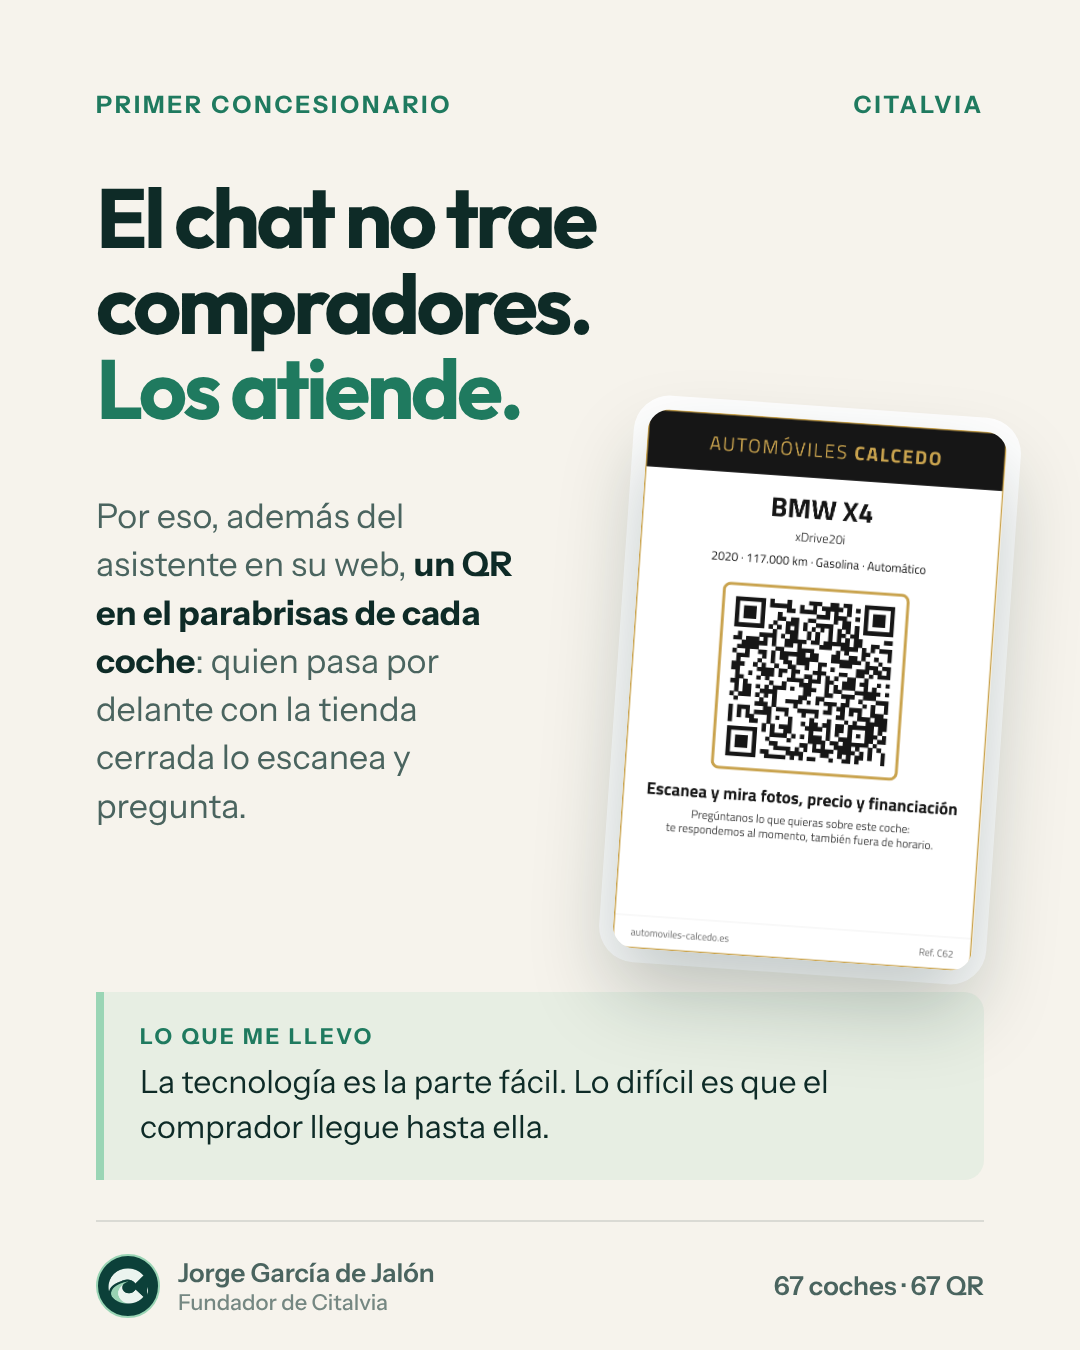 PRIMER CONCESIONARIO
CITALVIA
El chat no trae
compradores.
Los atiende.
Por eso, además del
asistente en su web, un QR
en el parabrisas de cada
coche: quien pasa por
delante con la tienda
cerrada lo escanea y
pregunta.
AUTOMÓVILES CALCEDO
BMW X4
xDrive20i
2020 · 117.000 km · Gasolina · Automático
Escanea y mira fotos, precio y financiación
Pregúntanos lo que quieras sobre este coche:
te respondemos al momento, también fuera de horario.
automoviles-calcedo.es
Ref. C62
LO QUE ME LLEVO
La tecnología es la parte fácil. Lo difícil es que el
comprador llegue hasta ella.
Jorge García de Jalón
Fundador de Citalvia
67 coches · 67 QR